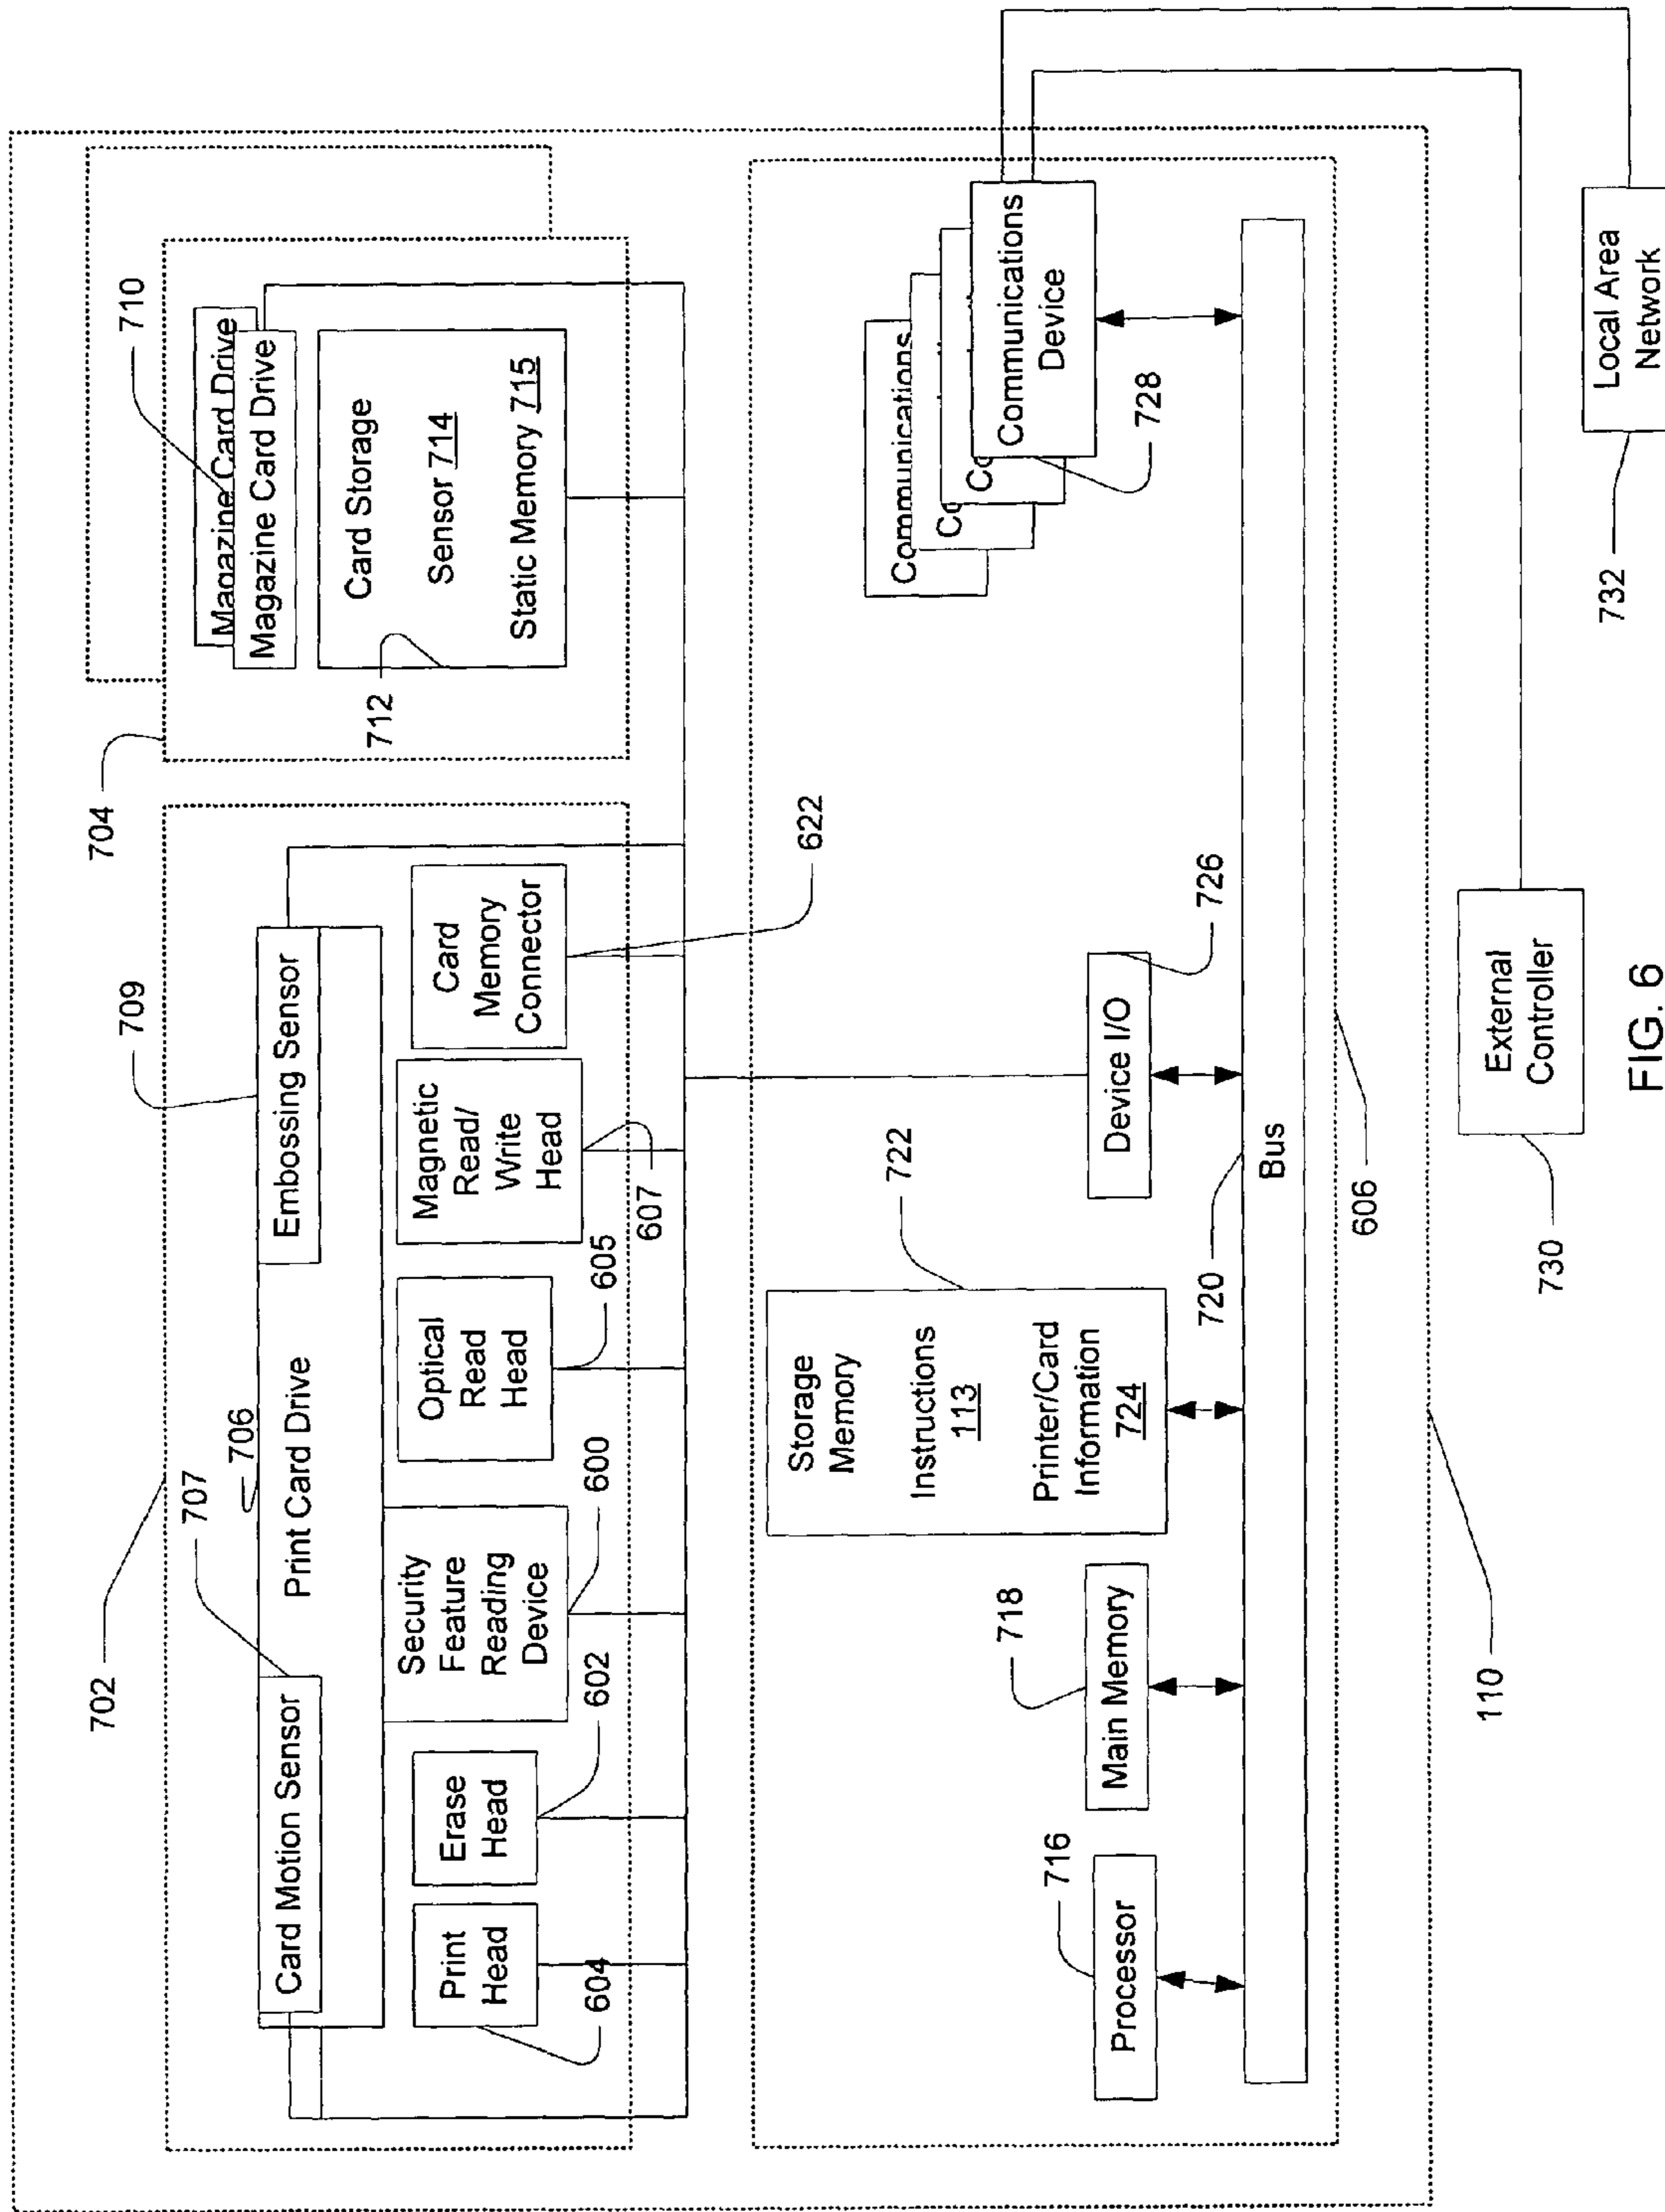 702
709
704
710
707
706
Card Motion Sensor
Print Card Drive
Embossing Sensor
Print
Head
604
Erase
Head
602
Security
Feature
Reading
Device
600
Optical
Read
Head
605
Magnetic
Read/
Write
Head
607
Card
Memory
Connector
622
Magazine Card Drive
Magazine Card Drive
712
Card Storage
Sensor 714
Static Memory 715
716
Processor
718
Main Memory
722
Storage
Memory
Instructions
113
Printer/Card
Information
724
726
Device I/O
Communications
Co
Co
Communications
Device
728
720
Bus
110
606
730
External
Controller
732
Local Area
Network
FIG. 6